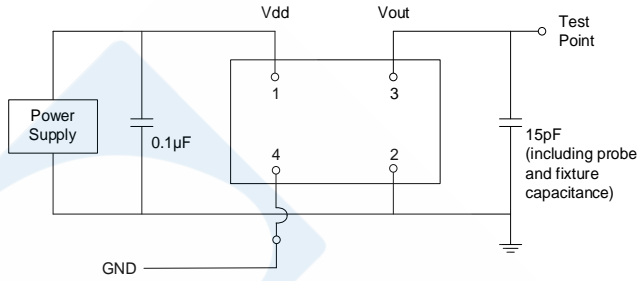 Vdd
Vout
Test
Point
1
3
Power
Supply
0.1µF
4
2
15pF
(including probe
and fixture
capacitance)
GND